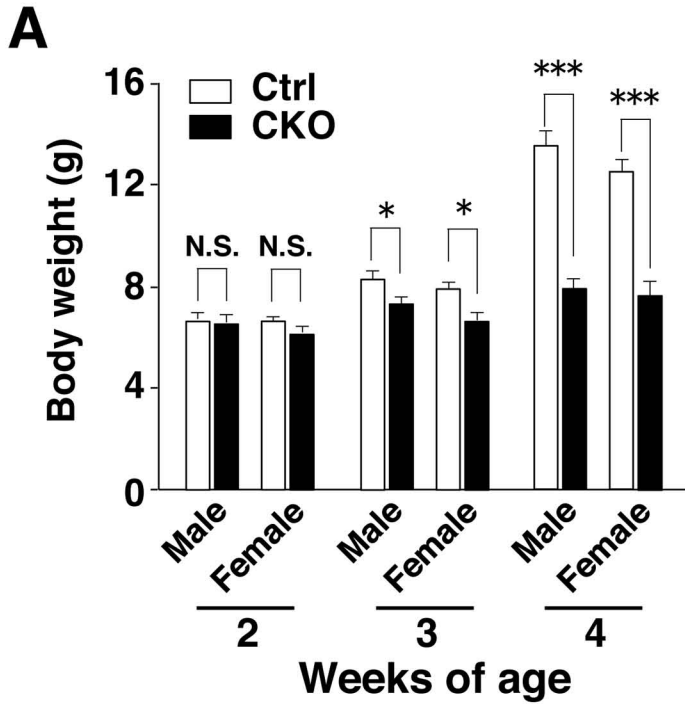 A
Body weight (g)
16
12
8
4
0
Ctrl
CKO
N.S.
N.S.
*
*
***
***
Male
Female
Male
Female
Male
Female
2
3
4
Weeks of age